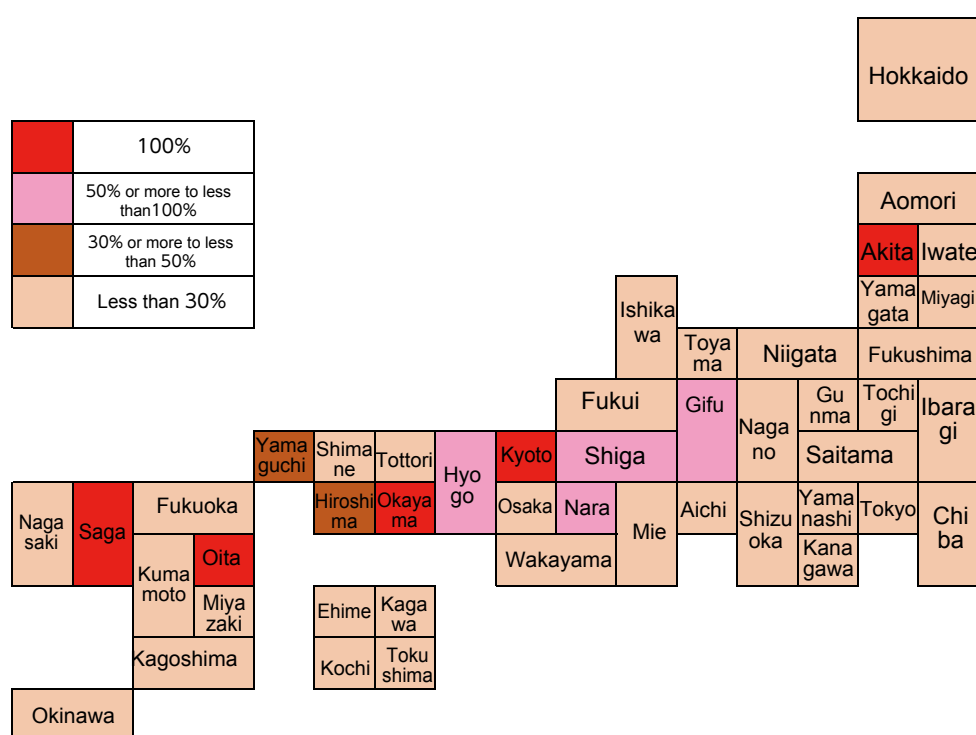 Hokkaido
100%
50% or more to less
than100%
30% or more to less
than 50%
Less than 30%
Aomori
Akita
Iwate
Yama
gata
Miyagi
Ishika
wa
Toya
ma
Niigata
Fukushima
Fukui
Gifu
Naga
no
Gu
nma
Tochi
gi
Ibara
gi
Yama
guchi
Shima
ne
Tottori
Hyo
go
Kyoto
Shiga
Saitama
Naga
saki
Saga
Fukuoka
Hiroshi
ma
Okaya
ma
Osaka
Nara
Mie
Aichi
Shizu
oka
Yama
nashi
Tokyo
Chi
ba
Kuma
moto
Oita
Wakayama
Kana
gawa
Miya
zaki
Ehime
Kaga
wa
Kagoshima
Kochi
Toku
shima
Okinawa